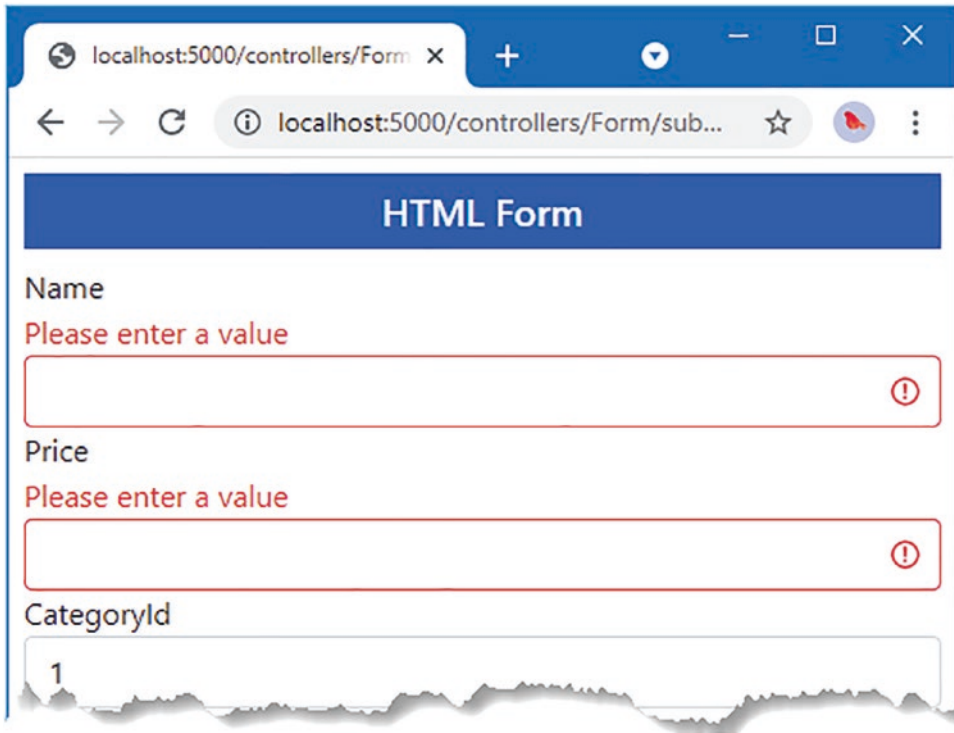 localhost:5000/controllers/Form
localhost:5000/controllers/Form/sub...
HTML Form
Name
Please enter a value
Price
Please enter a value
CategoryId
1